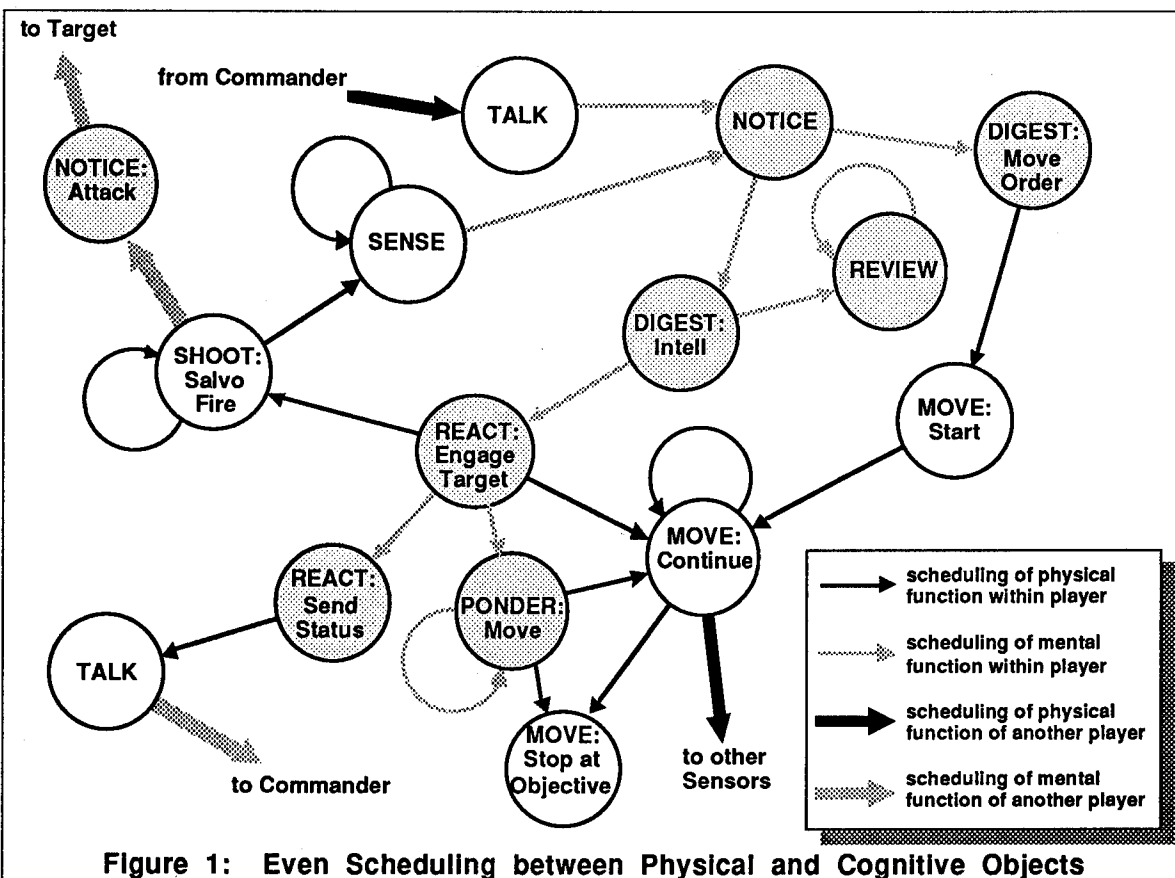 to Target
from Commander
TALK
NOTICE
DIGEST:
Move
Order
NOTICE:
Attack
SENSE
REVIEW
DIGEST:
Intell
SHOOT:
Salvo
Fire
MOVE:
Start
REACT:
Engage
Target
MOVE:
Continue
REACT:
Send
Status
PONDER:
Move
TALK
MOVE:
Stop at
Objective
to other
Sensors
to Commander
scheduling of physical
function within player
scheduling of mental
function within player
scheduling of physical
function of another player
scheduling of mental
function of another player
Figure 1: Even Scheduling between Physical and Cognitive Objects